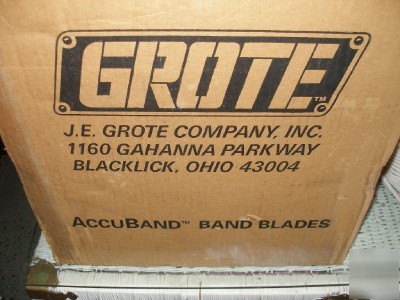 GROTE™
J.E. GROTE COMPANY, INC.
1160 GAHANNA PARKWAY
BLACKLICK, OHIO 43004
ACCUBAND™ BAND BLADES